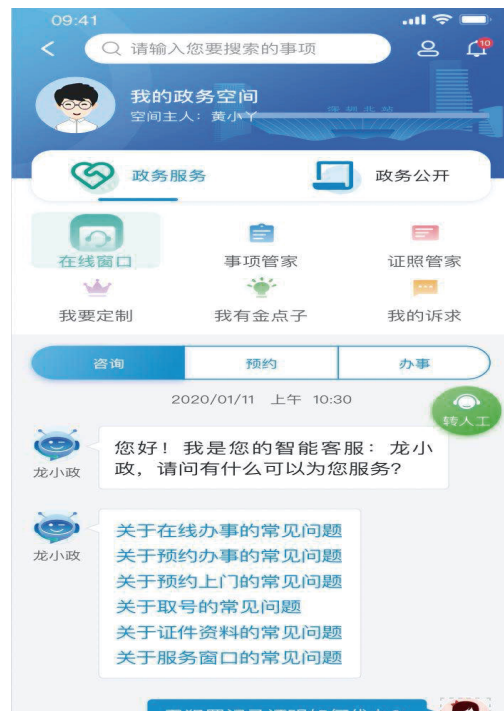 09:41
请输入您要搜索的事项
10
我的政务空间
空间主人：黄小丫
深圳北站
政务服务
政务公开
在线窗口
事项管家
证照管家
我要定制
我有金点子
我的诉求
咨询
预约
办事
2020/01/11 上午 10:30
转人工
您好！我是您的智能客服：龙小
政，请问有什么可以为您服务？
龙小政
关于在线办事的常见问题
龙小政
关于预约办事的常见问题
关于预约上门的常见问题
关于取号的常见问题
关于证件资料的常见问题
关于服务窗口的常见问题